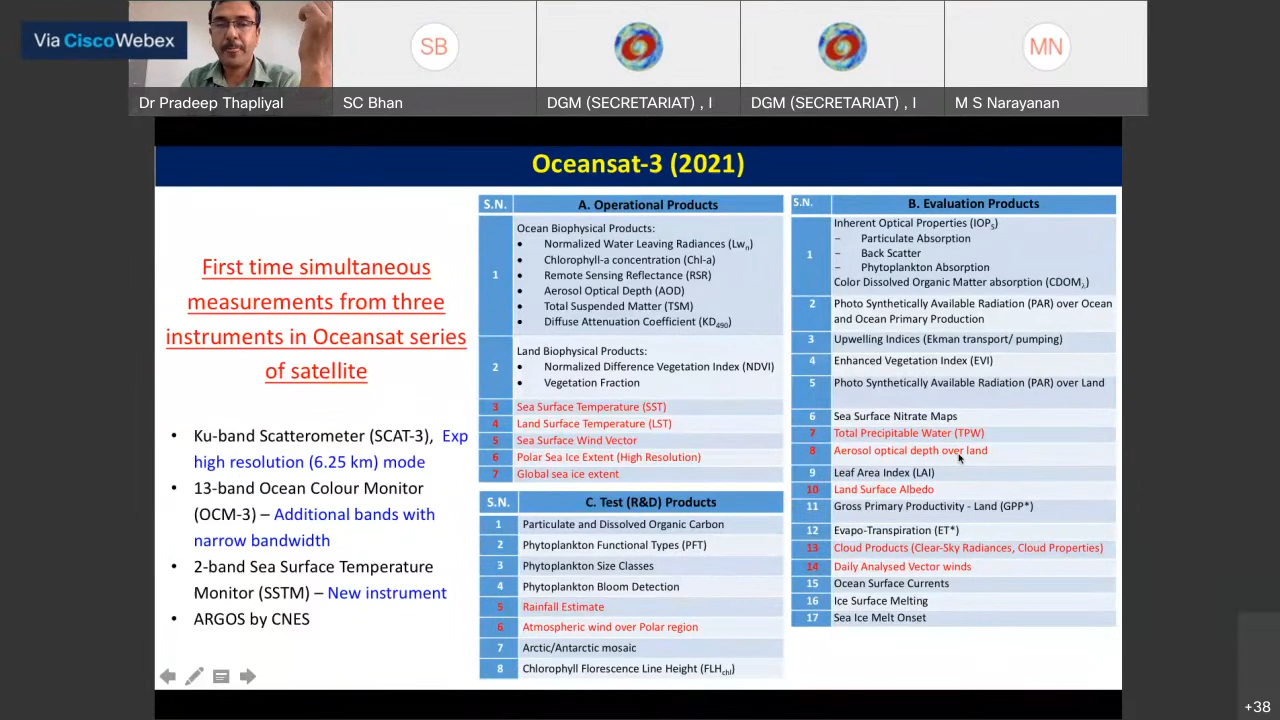 Via CiscoWebex
SB
MN
Dr Pradeep Thapliyal
SC Bhan
DGM (SECRETARIAT) , I
DGM (SECRETARIAT) , I
M S Narayanan
Oceansat-3 (2021)
First time simultaneous
measurements from three
instruments in Oceansat series
of satellite
• Ku-band Scatterometer (SCAT-3), Exp
high resolution (6.25 km) mode
• 13-band Ocean Colour Monitor
(OCM-3) – Additional bands with
narrow bandwidth
• 2-band Sea Surface Temperature
Monitor (SSTM) – New instrument
• ARGOS by CNES
S.N. A. Operational Products
1
Ocean Biophysical Products:
• Normalized Water Leaving Radiances (Lwn)
• Chlorophyll-a concentration (Chl-a)
• Remote Sensing Reflectance (RSR)
• Aerosol Optical Depth (AOD)
• Total Suspended Matter (TSM)
• Diffuse Attenuation Coefficient (KD490)
2
Land Biophysical Products:
• Normalized Difference Vegetation Index (NDVI)
• Vegetation Fraction
3 Sea Surface Temperature (SST)
4 Land Surface Temperature (LST)
5 Sea Surface Wind Vector
6 Polar Sea Ice Extent (High Resolution)
7 Global sea ice extent
S.N. C. Test (R&D) Products
1 Particulate and Dissolved Organic Carbon
2 Phytoplankton Functional Types (PFT)
3 Phytoplankton Size Classes
4 Phytoplankton Bloom Detection
5 Rainfall Estimate
6 Atmospheric wind over Polar region
7 Arctic/Antarctic mosaic
8 Chlorophyll Florescence Line Height (FLHchl)
S.N. B. Evaluation Products
1
Inherent Optical Properties (IOPS)
– Particulate Absorption
– Back Scatter
– Phytoplankton Absorption
Color Dissolved Organic Matter absorption (CDOMλ)
2 Photo Synthetically Available Radiation (PAR) over Ocean
and Ocean Primary Production
3 Upwelling Indices (Ekman transport/ pumping)
4 Enhanced Vegetation Index (EVI)
5 Photo Synthetically Available Radiation (PAR) over Land
6 Sea Surface Nitrate Maps
7 Total Precipitable Water (TPW)
8 Aerosol optical depth over land
9 Leaf Area Index (LAI)
10 Land Surface Albedo
11 Gross Primary Productivity - Land (GPP*)
12 Evapo-Transpiration (ET*)
13 Cloud Products (Clear-Sky Radiances, Cloud Properties)
14 Daily Analysed Vector winds
15 Ocean Surface Currents
16 Ice Surface Melting
17 Sea Ice Melt Onset
+38